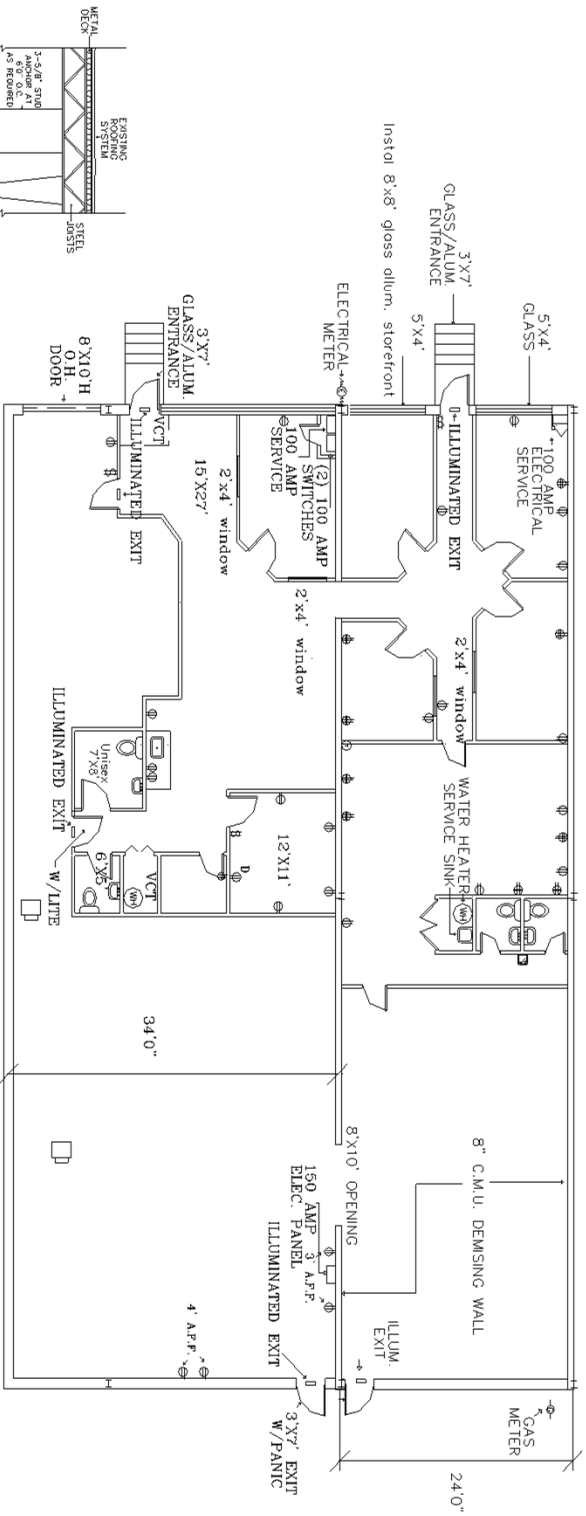 METAL
DECK
3-5/8" STUD
ANCHOR AT
6'0" O.C.
AS REQUIRED
EXISTING
ROOFING
SYSTEM
STEEL
JOISTS
5'X4'
GLASS
3'X7'
GLASS/ALUM.
ENTRANCE
5'X4'
Instal 8'x8' glass allum. storefront
ELECTRICAL
METER
3'X7'
GLASS/ALUM.
ENTRANCE
8'X10'H
O.H.
DOOR
100 AMP
ELECTRICAL
SERVICE
ILLUMINATED EXIT
(2) 100 AMP
SWITCHES
100 AMP
SERVICE
2'x4' window
15'X27'
VCT
ILLUMINATED EXIT
2'x4' window
2'x4' window
WATER HEATER
SERVICE SINK
WH
12'X11'
D
Unisex
7'X8'
VCT
WH
6'X5'
ILLUMINATED EXIT
W/LITE
34'0"
8" C.M.U. DEMISING WALL
8'X10' OPENING
150 AMP
ELEC. PANEL
3' A.F.F.
ILLUMINATED EXIT
ILLUM.
EXIT
4' A.F.F.
3'X7' EXIT
W/PANIC
GAS
METER
G
24'0"